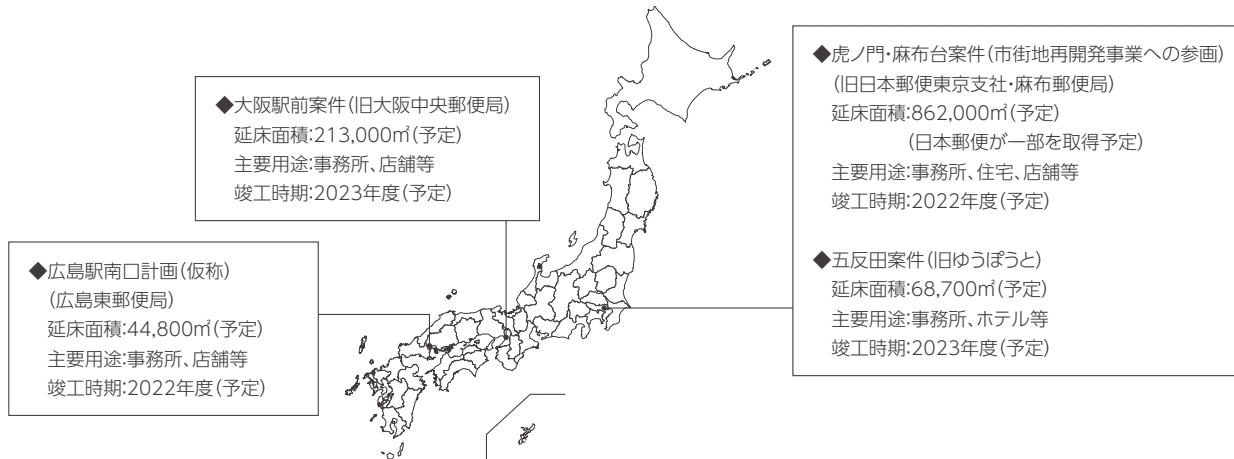 ◆大阪駅前案件(旧大阪中央郵便局)
延床面積:213,000㎡(予定)
主要用途:事務所、店舗等
竣工時期:2023年度(予定)
◆広島駅南口計画(仮称)
(広島東郵便局)
延床面積:44,800㎡(予定)
主要用途:事務所、店舗等
竣工時期:2022年度(予定)
◆虎ノ門・麻布台案件(市街地再開発事業への参画)
(旧日本郵便東京支社・麻布郵便局)
延床面積:862,000㎡(予定)
(日本郵便が一部を取得予定)
主要用途:事務所、住宅、店舗等
竣工時期:2022年度(予定)
◆五反田案件(旧ゆうぽうと)
延床面積:68,700㎡(予定)
主要用途:事務所、ホテル等
竣工時期:2023年度(予定)